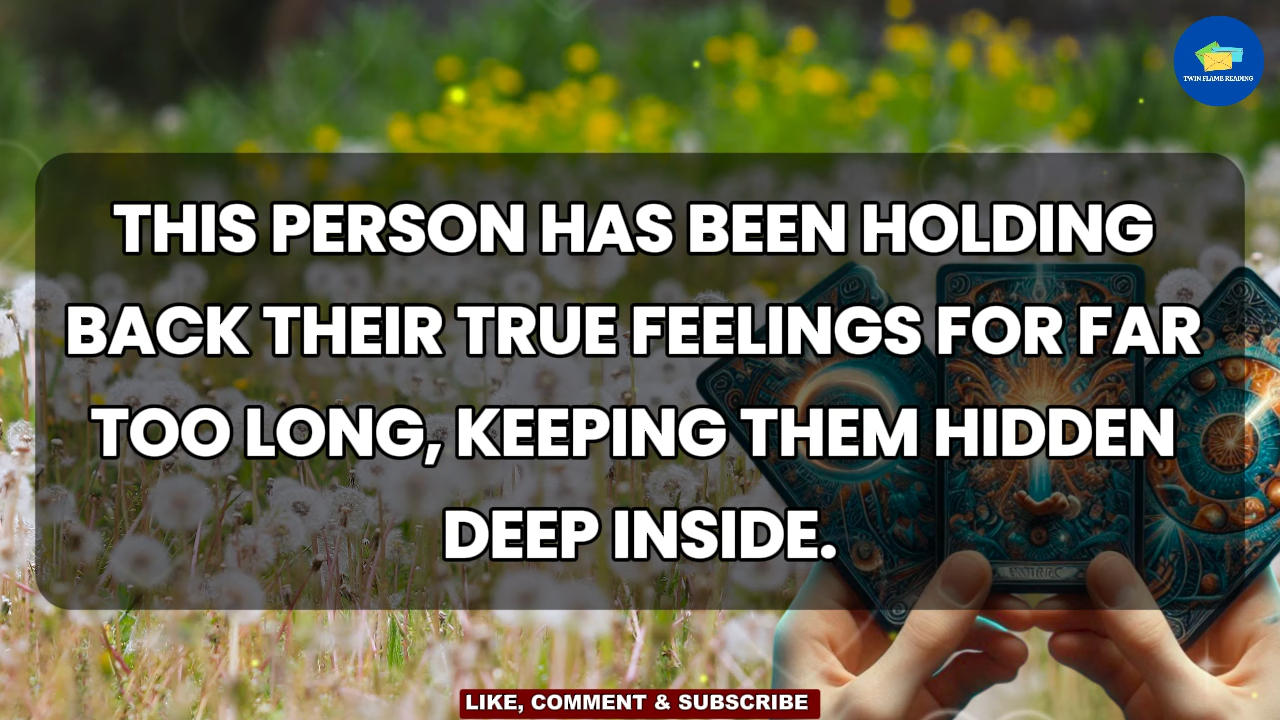 TWIN FLAME READING
THIS PERSON HAS BEEN HOLDING
BACK THEIR TRUE FEELINGS FOR FAR
TOO LONG, KEEPING THEM HIDDEN
DEEP INSIDE.
LIKE, COMMENT & SUBSCRIBE